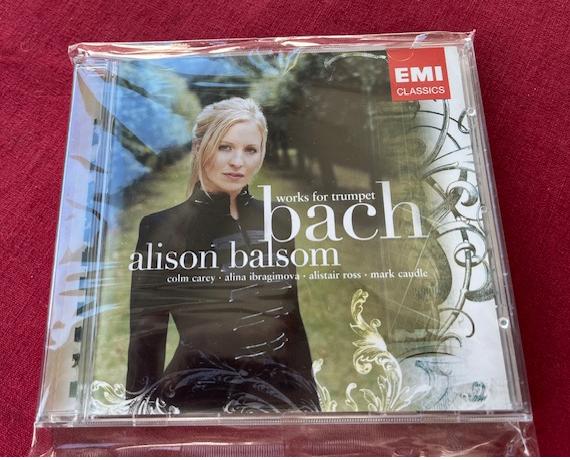 EMI
CLASSICS
works for trumpet
bach
alison balsom
colm carey · alina ibragimova · alistair ross · mark caudle